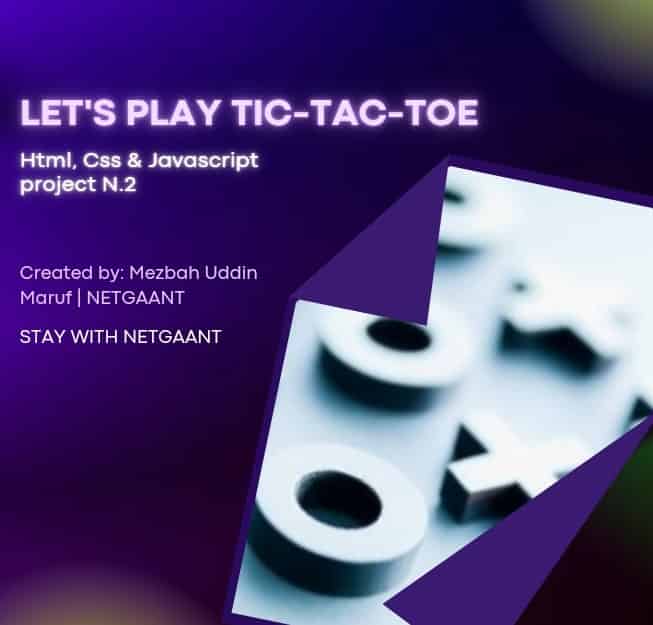 LET'S PLAY TIC-TAC-TOE
Html, Css & Javascript
project N.2
Created by: Mezbah Uddin
Maruf | NETGAANT
STAY WITH NETGAANT